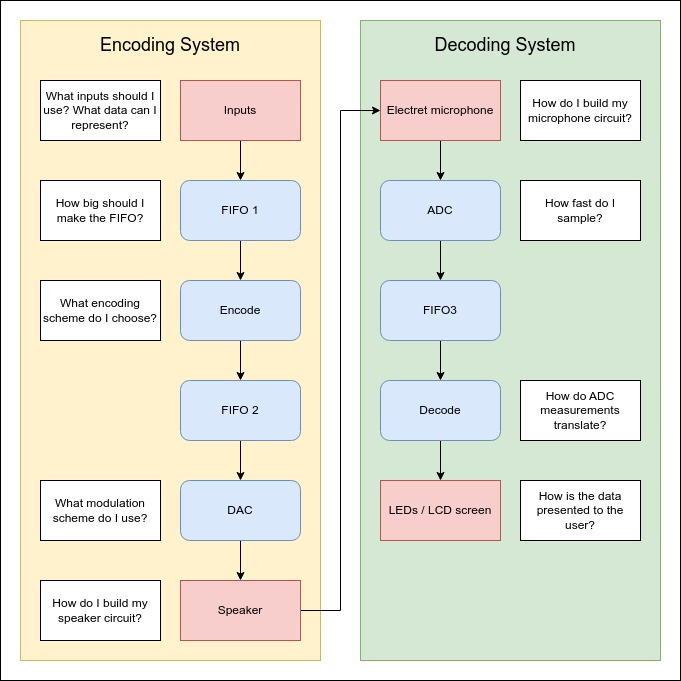 Encoding System
Decoding System
What inputs should I
use? What data can I
represent?
Inputs
Electret microphone
How do I build my
microphone circuit?
How big should I
make the FIFO?
FIFO 1
ADC
How fast do I
sample?
What encoding
scheme do I choose?
Encode
FIFO3
FIFO 2
Decode
How do ADC
measurements
translate?
What modulation
scheme do I use?
DAC
LEDs / LCD screen
How is the data
presented to the
user?
How do I build my
speaker circuit?
Speaker